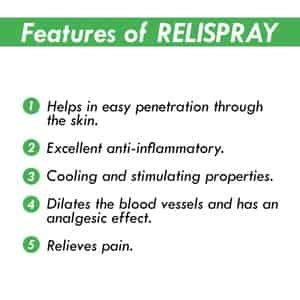 Features of RELISPRAY
1 Helps in easy penetration through
the skin.
2 Excellent anti-inflammatory.
3 Cooling and stimulating properties.
4 Dilates the blood vessels and has an
analgesic effect.
5 Relieves pain.